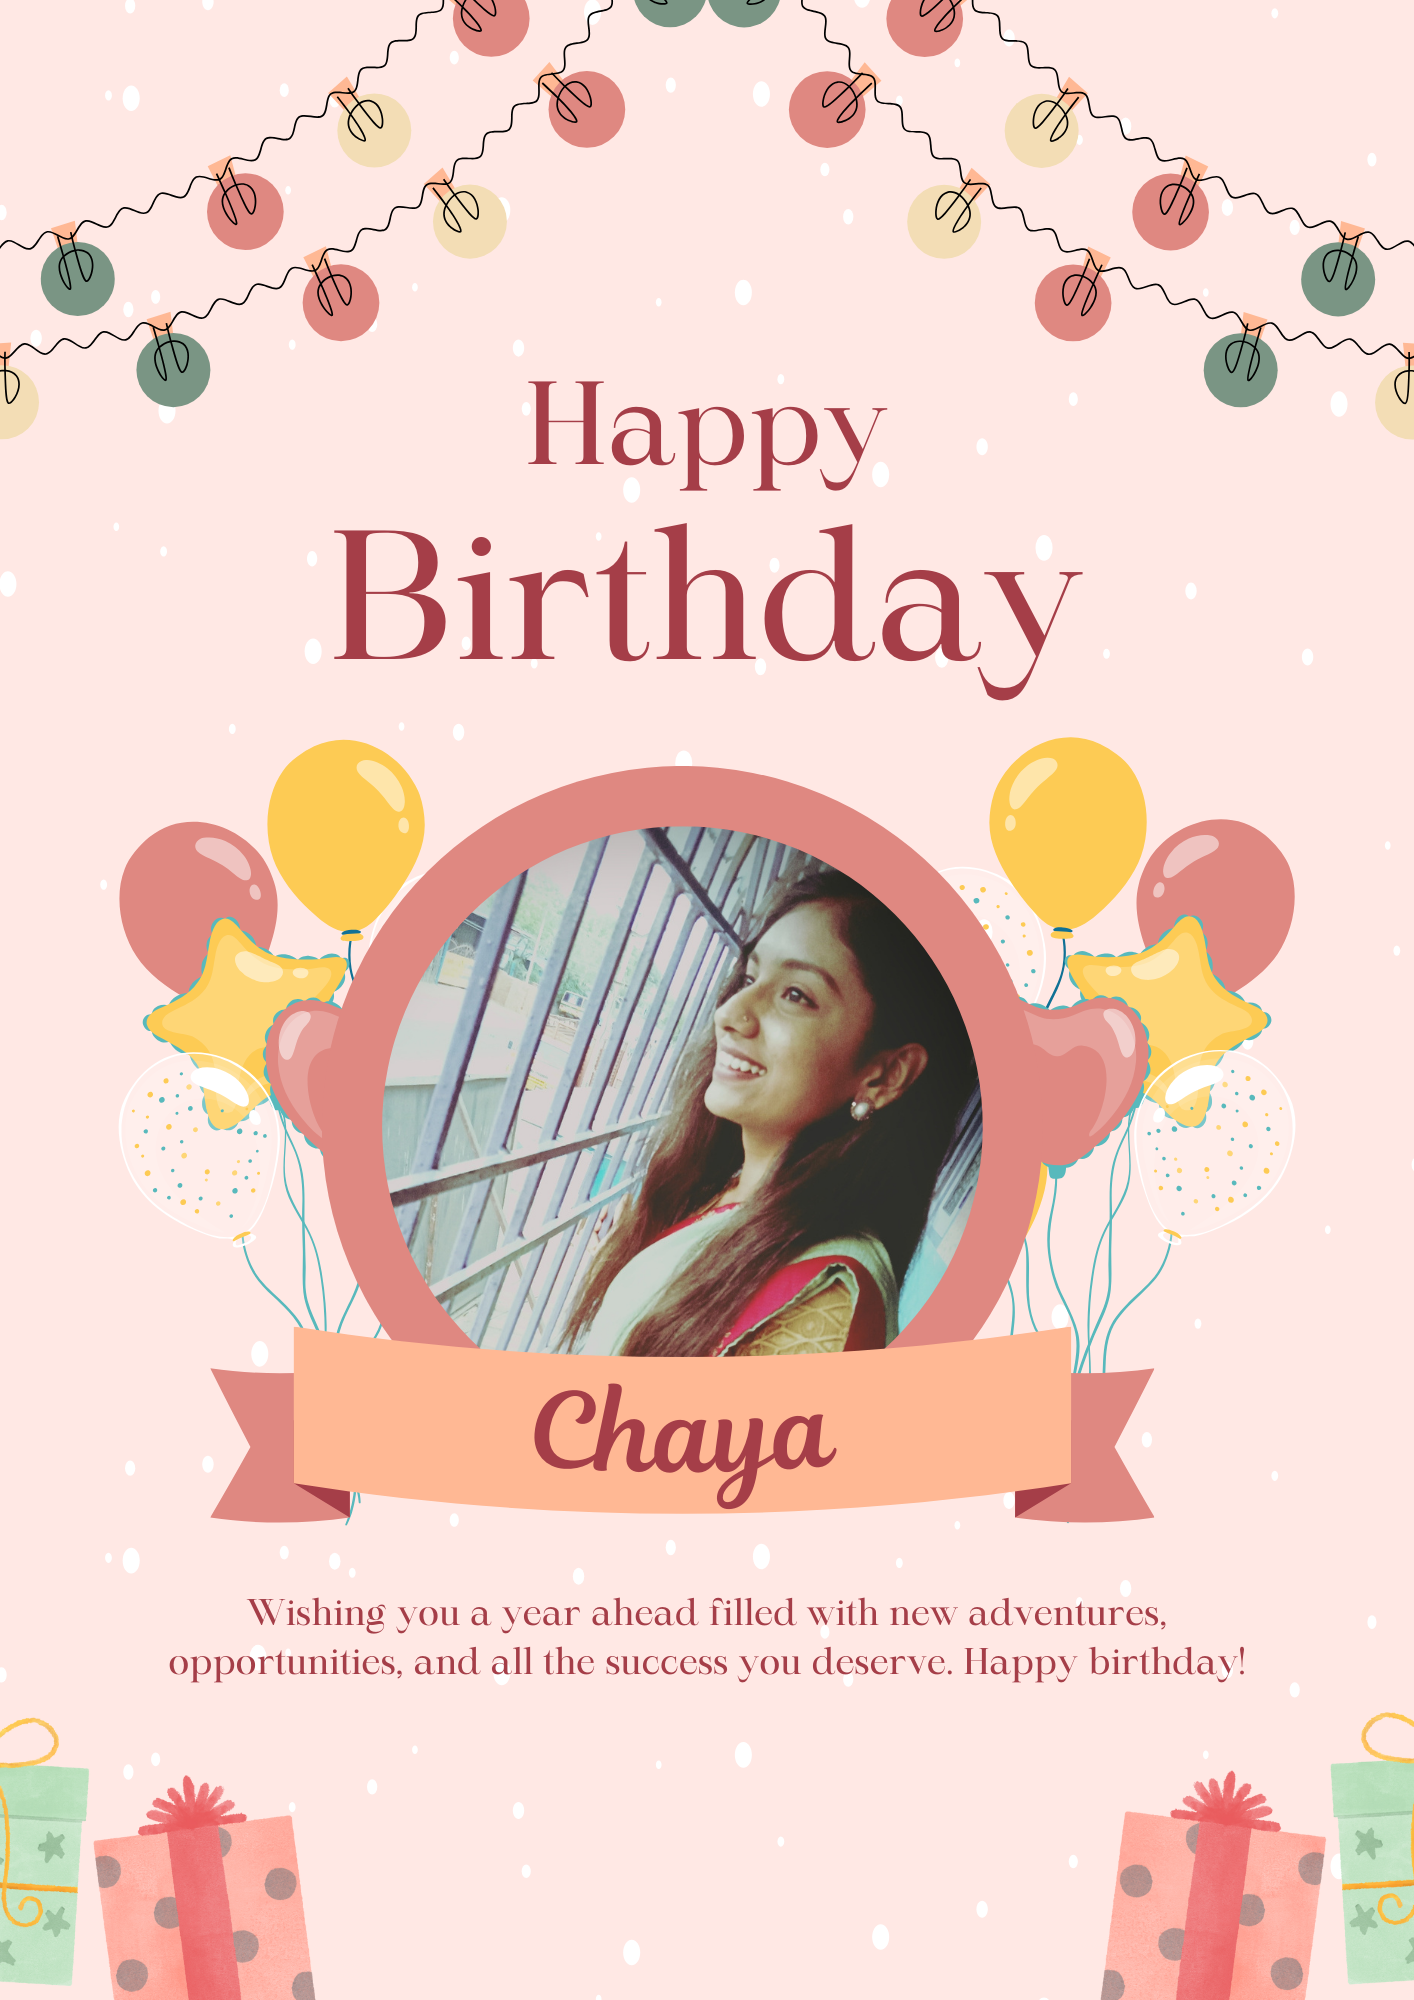 Happy
Birthday
Chaya
Wishing you a year ahead filled with new adventures,
opportunities, and all the success you deserve. Happy birthday!